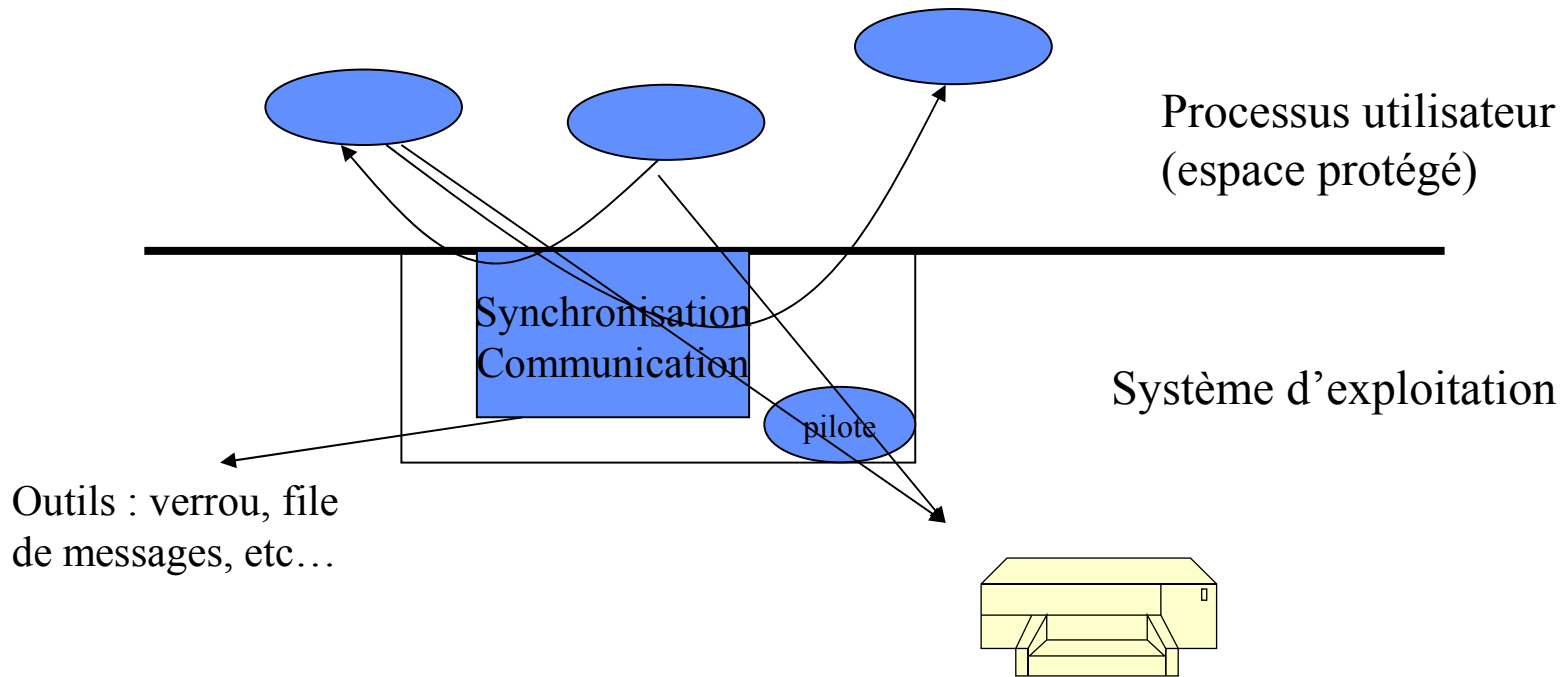 Processus utilisateur
(espace protégé)
Synchronisation
Communication
Système d’exploitation
pilote
Outils : verrou, file
de messages, etc…